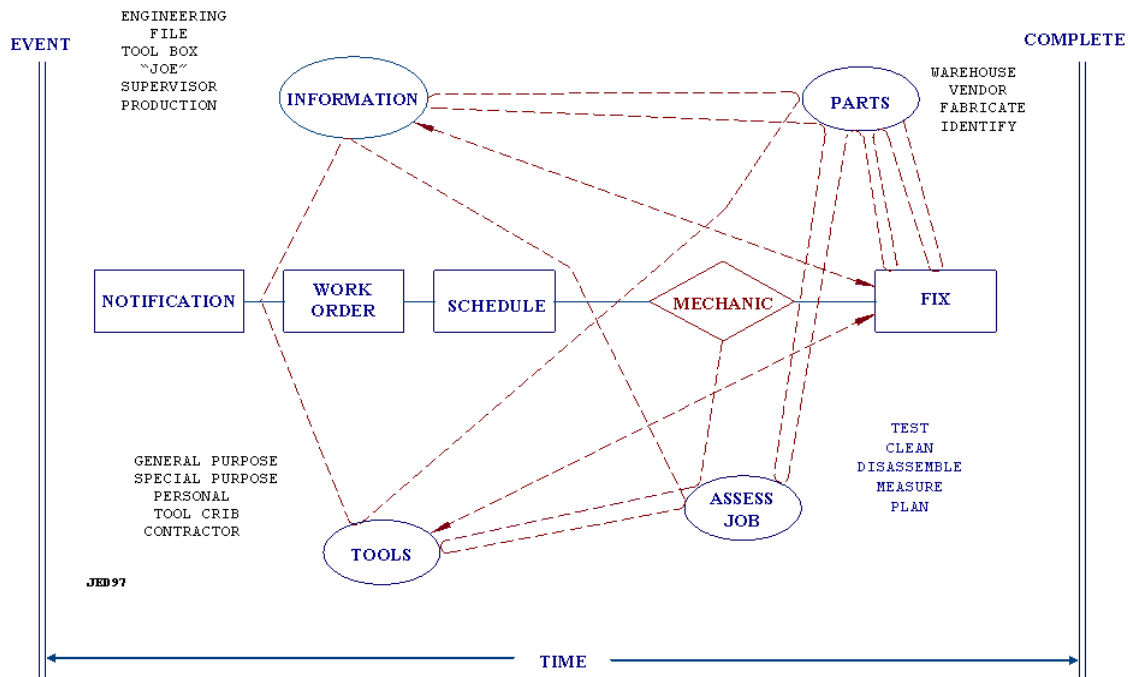 EVENT
ENGINEERING
FILE
TOOL BOX
“JOE”
SUPERVISOR
PRODUCTION
INFORMATION
PARTS
COMPLETE
WAREHOUSE
VENDOR
FABRICATE
IDENTIFY
NOTIFICATION
WORK
ORDER
SCHEDULE
MECHANIC
FIX
GENERAL PURPOSE
SPECIAL PURPOSE
PERSONAL
TOOL CRIB
CONTRACTOR
TOOLS
ASSESS
JOB
TEST
CLEAN
DISASSEMBLE
MEASURE
PLAN
JED97
TIME